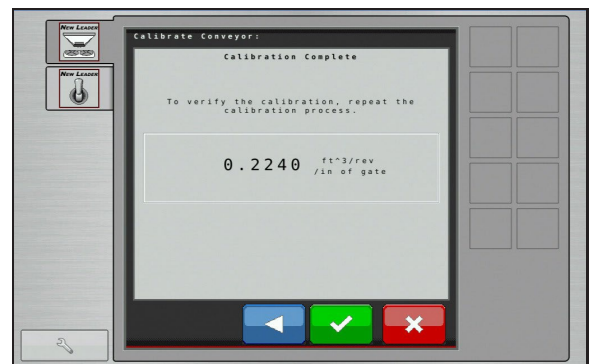 NEW LEADER
NEW LEADER
Calibrate Conveyor:
Calibration Complete
To verify the calibration, repeat the
calibration process.
0.2240 ft^3/rev
/in of gate